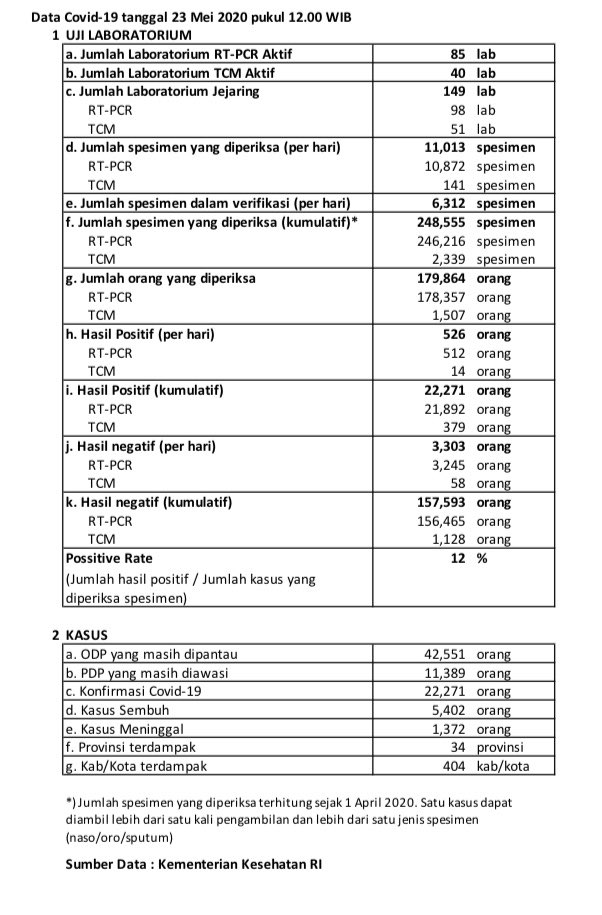 Data Covid-19 tanggal 23 Mei 2020 pukul 12.00 WIB
1 UJI LABORATORIUM
a. Jumlah Laboratorium RT-PCR Aktif 85 lab
b. Jumlah Laboratorium TCM Aktif 40 lab
c. Jumlah Laboratorium Jejaring 149 lab
RT-PCR 98 lab
TCM 51 lab
d. Jumlah spesimen yang diperiksa (per hari) 11,013 spesimen
RT-PCR 10,872 spesimen
TCM 141 spesimen
e. Jumlah spesimen dalam verifikasi (per hari) 6,312 spesimen
f. Jumlah spesimen yang diperiksa (kumulatif)* 248,555 spesimen
RT-PCR 246,216 spesimen
TCM 2,339 spesimen
g. Jumlah orang yang diperiksa 179,864 orang
RT-PCR 178,357 orang
TCM 1,507 orang
h. Hasil Positif (per hari) 526 orang
RT-PCR 512 orang
TCM 14 orang
i. Hasil Positif (kumulatif) 22,271 orang
RT-PCR 21,892 orang
TCM 379 orang
j. Hasil negatif (per hari) 3,303 orang
RT-PCR 3,245 orang
TCM 58 orang
k. Hasil negatif (kumulatif) 157,593 orang
RT-PCR 156,465 orang
TCM 1,128 orang
Possitive Rate 12 %
(Jumlah hasil positif / Jumlah kasus yang
diperiksa spesimen)
2 KASUS
a. ODP yang masih dipantau 42,551 orang
b. PDP yang masih diawasi 11,389 orang
c. Konfirmasi Covid-19 22,271 orang
d. Kasus Sembuh 5,402 orang
e. Kasus Meninggal 1,372 orang
f. Provinsi terdampak 34 provinsi
g. Kab/Kota terdampak 404 kab/kota
*) Jumlah spesimen yang diperiksa terhitung sejak 1 April 2020. Satu kasus dapat
diambil lebih dari satu kali pengambilan dan lebih dari satu jenis spesimen
(naso/oro/sputum)
Sumber Data : Kementerian Kesehatan RI